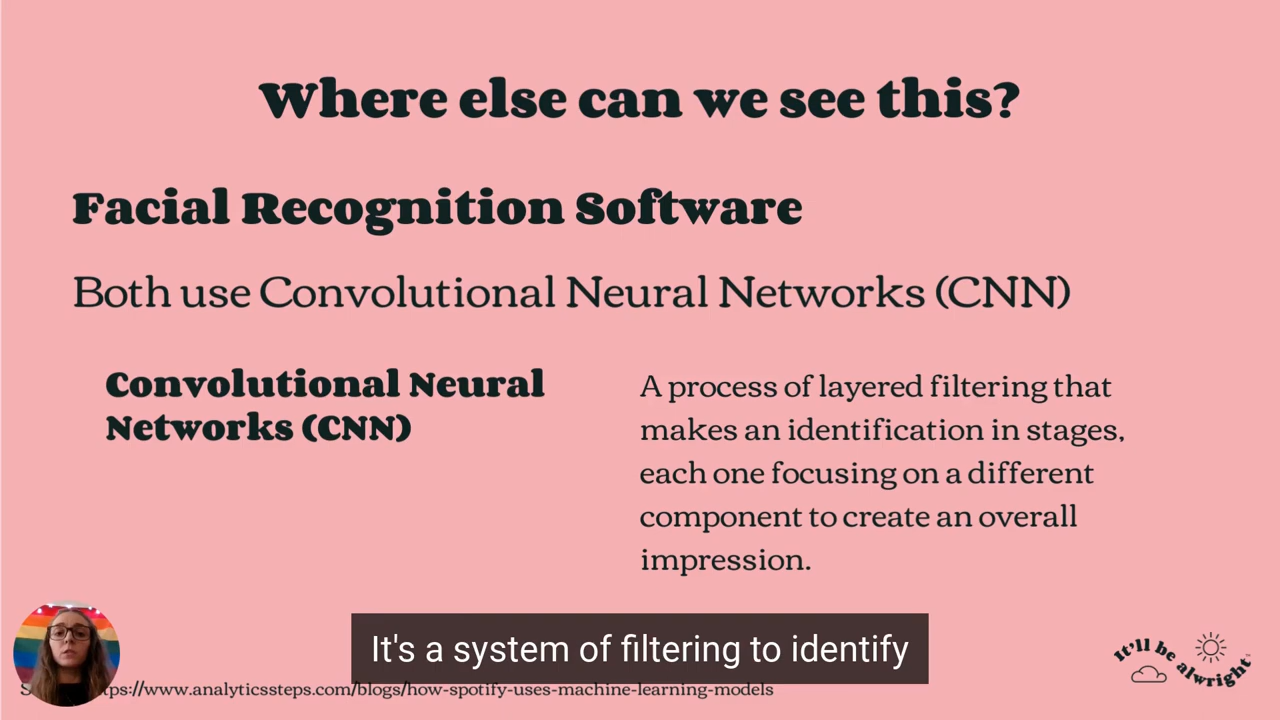 Where else can we see this?
Facial Recognition Software
Both use Convolutional Neural Networks (CNN)
Convolutional Neural
Networks (CNN)
A process of layered filtering that
makes an identification in stages,
each one focusing on a different
component to create an overall
impression.
It's a system of filtering to identify
It'll be
alwright
ps://www.analyticssteps.com/blogs/how-spotify-uses-machine-learning-models